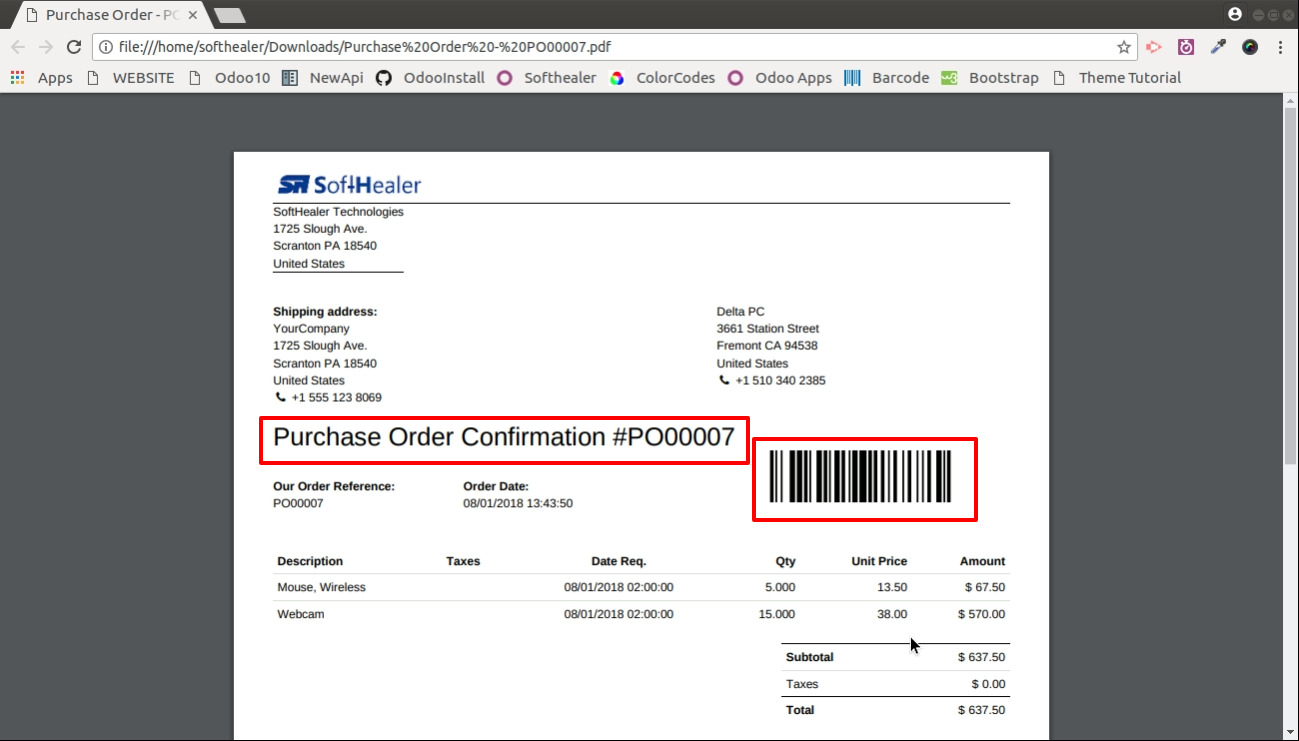 Purchase Order - PO
file:///home/softhealer/Downloads/Purchase%20Order%20-%20PO00007.pdf
Apps WEBSITE Odoo10 NewApi OdooInstall Softhealer ColorCodes Odoo Apps Barcode Bootstrap Theme Tutorial
SoftHealer
SoftHealer Technologies
1725 Slough Ave.
Scranton PA 18540
United States
Shipping address:
YourCompany
1725 Slough Ave.
Scranton PA 18540
United States
+1 555 123 8069
Delta PC
3661 Station Street
Fremont CA 94538
United States
+1 510 340 2385
Purchase Order Confirmation #PO00007
Our Order Reference: Order Date:
PO00007 08/01/2018 13:43:50
Description Taxes Date Req. Qty Unit Price Amount
Mouse, Wireless 08/01/2018 02:00:00 5.000 13.50 $ 67.50
Webcam 08/01/2018 02:00:00 15.000 38.00 $ 570.00
Subtotal $ 637.50
Taxes $ 0.00
Total $ 637.50